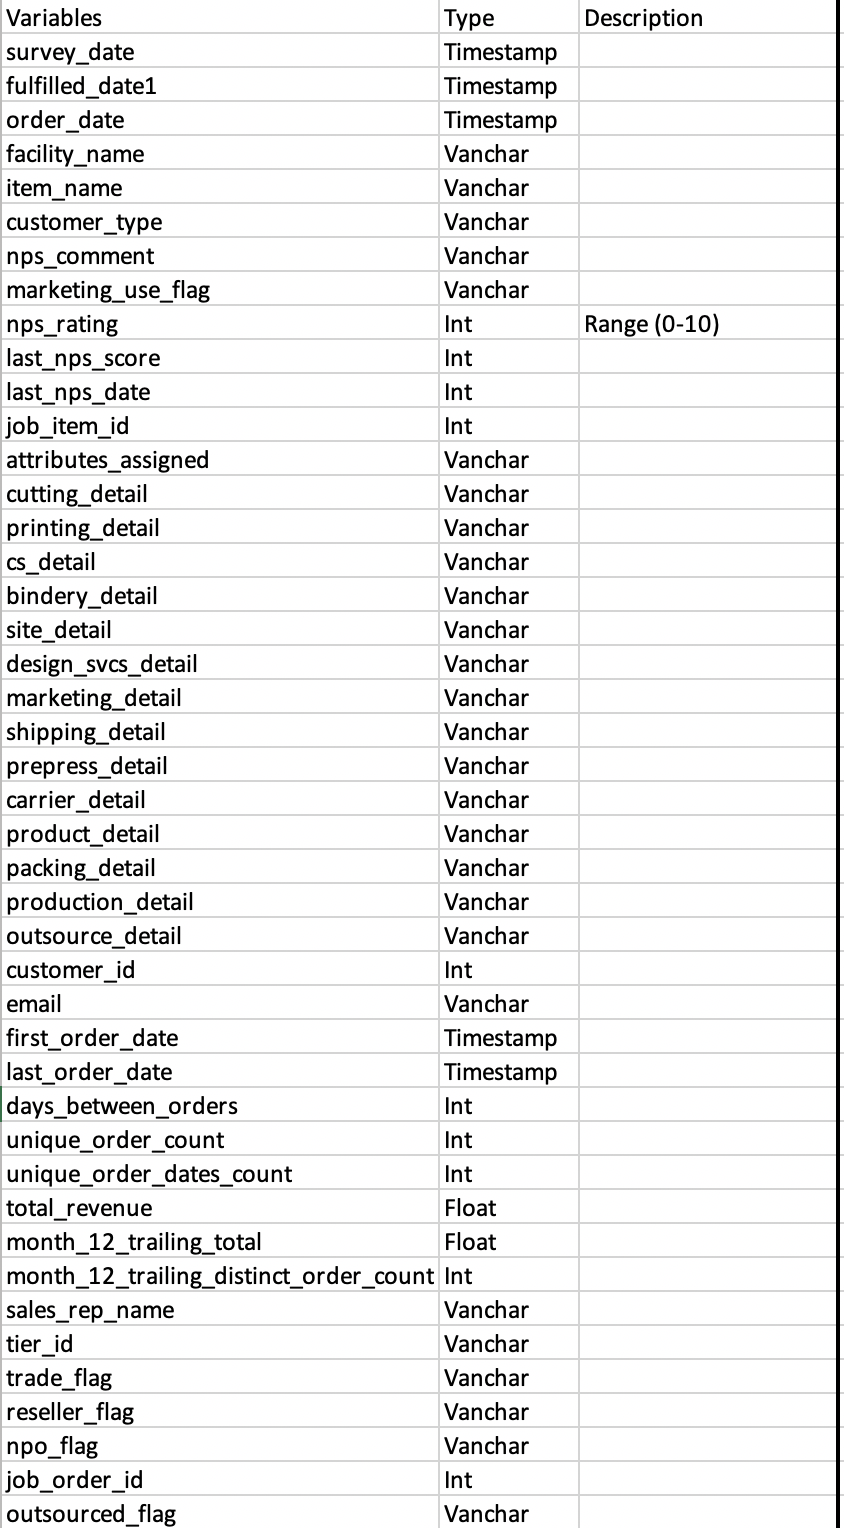 Variables Type Description
survey_date Timestamp
fulfilled_date1 Timestamp
order_date Timestamp
facility_name Vanchar
item_name Vanchar
customer_type Vanchar
nps_comment Vanchar
marketing_use_flag Vanchar
nps_rating Int Range (0-10)
last_nps_score Int
last_nps_date Int
job_item_id Int
attributes_assigned Vanchar
cutting_detail Vanchar
printing_detail Vanchar
cs_detail Vanchar
bindery_detail Vanchar
site_detail Vanchar
design_svcs_detail Vanchar
marketing_detail Vanchar
shipping_detail Vanchar
prepress_detail Vanchar
carrier_detail Vanchar
product_detail Vanchar
packing_detail Vanchar
production_detail Vanchar
outsource_detail Vanchar
customer_id Int
email Vanchar
first_order_date Timestamp
last_order_date Timestamp
days_between_orders Int
unique_order_count Int
unique_order_dates_count Int
total_revenue Float
month_12_trailing_total Float
month_12_trailing_distinct_order_count Int
sales_rep_name Vanchar
tier_id Vanchar
trade_flag Vanchar
reseller_flag Vanchar
npo_flag Vanchar
job_order_id Int
outsourced_flag Vanchar